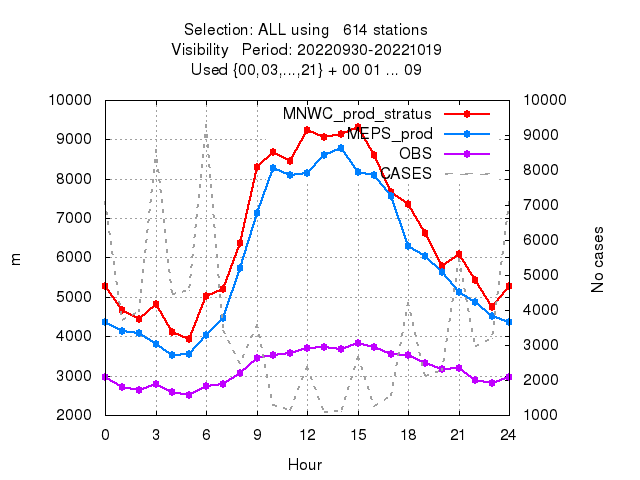 Selection: ALL using   614 stations
Visibility   Period: 20220930-20221019
Used {00,03,...,21} + 00 01 ... 09
10000 10000
MNWC_prod_stratus
9000 9000
MEPS_prod
OBS
8000 8000
CASES
7000 7000
6000 6000
m
No cases
5000 5000
4000 4000
3000 3000
2000 2000
1000
0 3 6 9 12 15 18 21 24
Hour